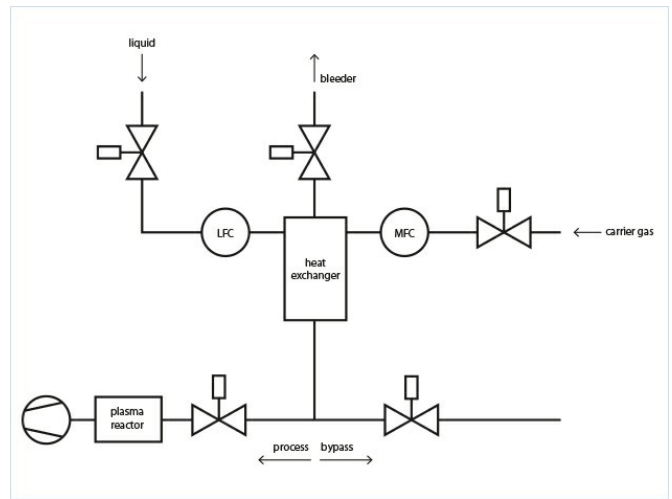 liquid
bleeder
LFC
MFC
carrier gas
heat
exchanger
plasma
reactor
process
bypass